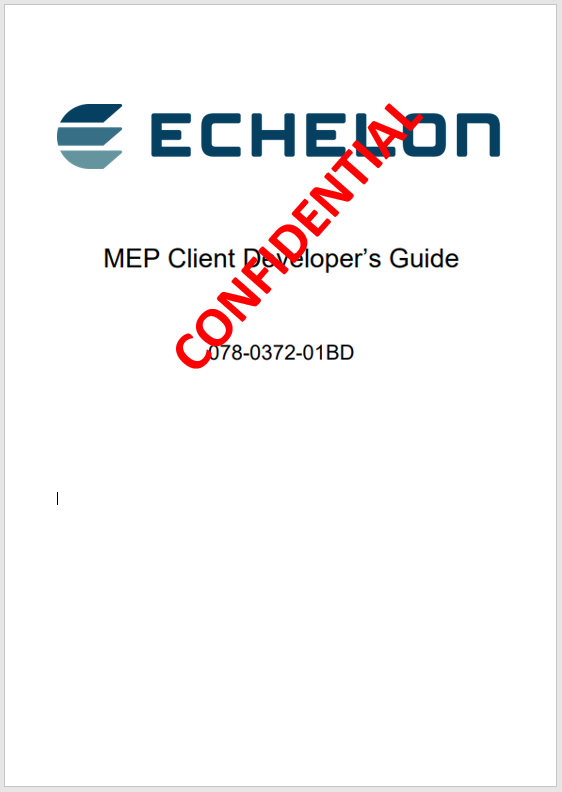 ECHELON
MEP Client Developer’s Guide
078-0372-01BD
CONFIDENTIAL